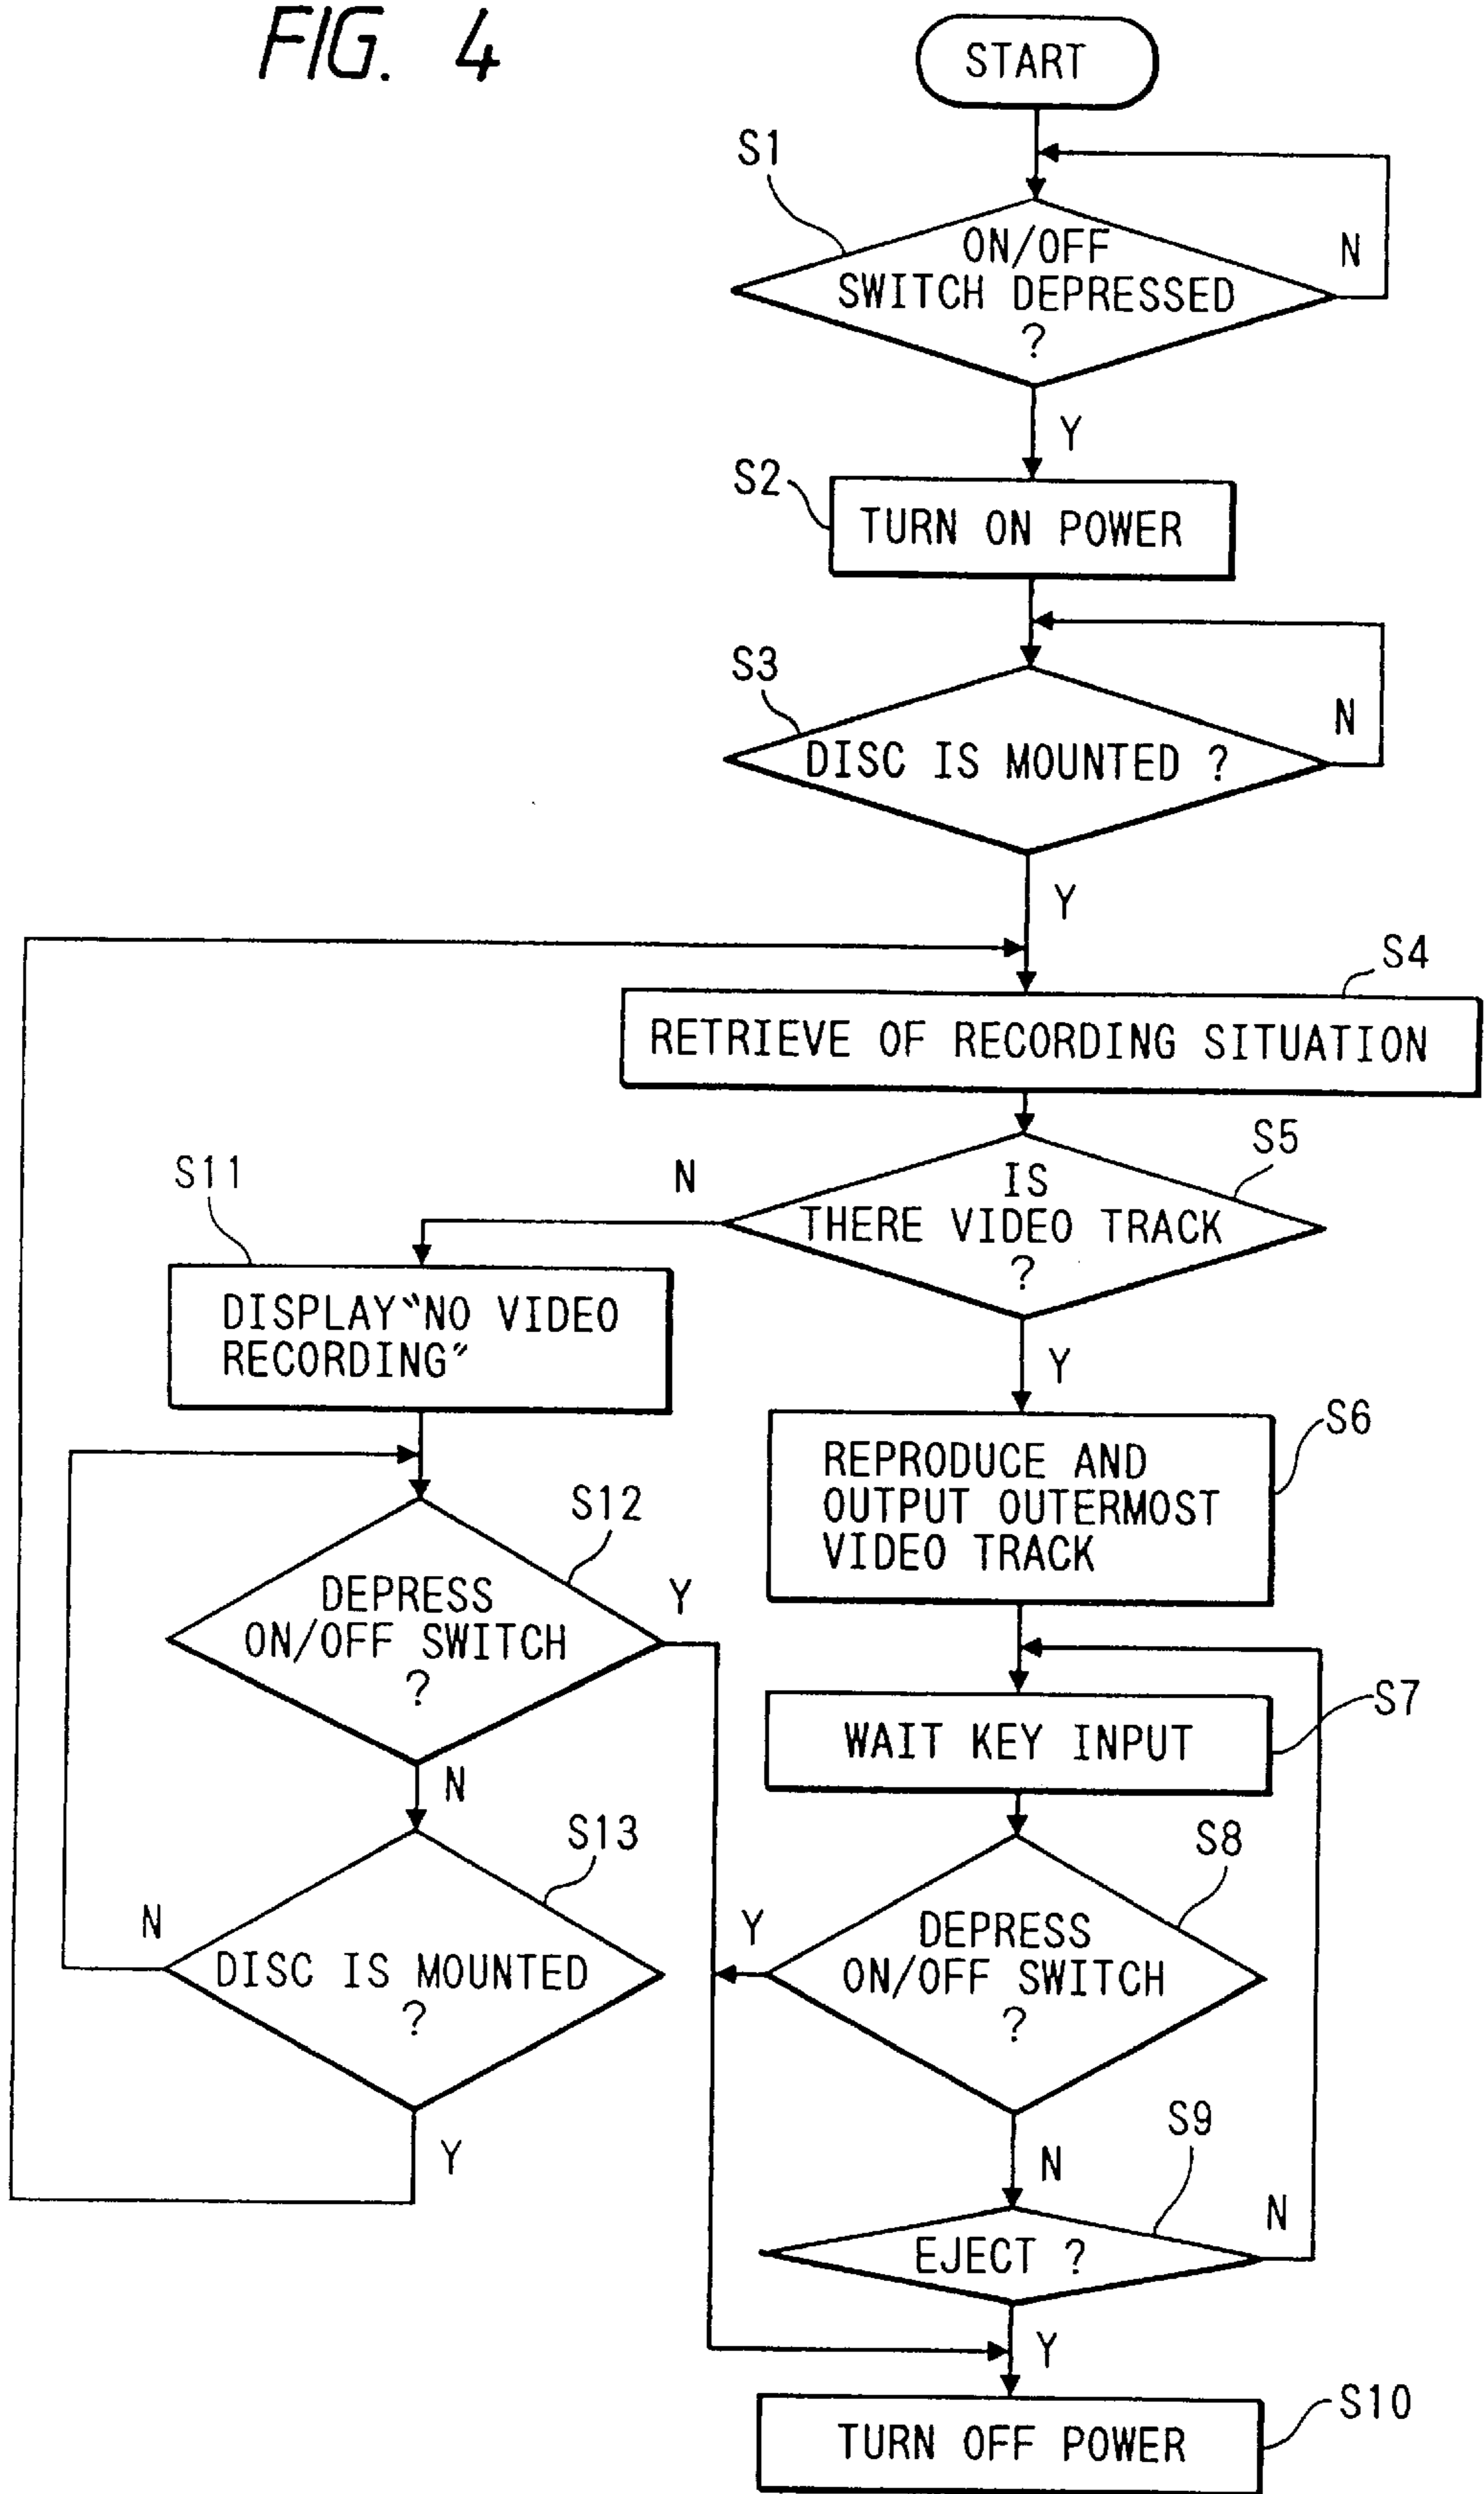 FIG. 4
START
S1
ON/OFF
SWITCH DEPRESSED
?
N
Y
S2
TURN ON POWER
S3
DISC IS MOUNTED ?
N
Y
S4
RETRIEVE OF RECORDING SITUATION
S5
IS
THERE VIDEO TRACK
?
N
Y
S11
DISPLAY "NO VIDEO
RECORDING"
S6
REPRODUCE AND
OUTPUT OUTERMOST
VIDEO TRACK
S12
DEPRESS
ON/OFF SWITCH
?
Y
N
S7
WAIT KEY INPUT
S13
DISC IS MOUNTED
?
N
Y
S8
DEPRESS
ON/OFF SWITCH
?
Y
N
S9
EJECT ?
N
Y
S10
TURN OFF POWER